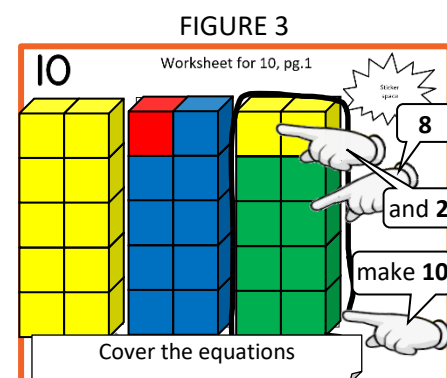 FIGURE 3
10
Worksheet for 10, pg.1
Sticker
space
8
and 2
make 10
Cover the equations